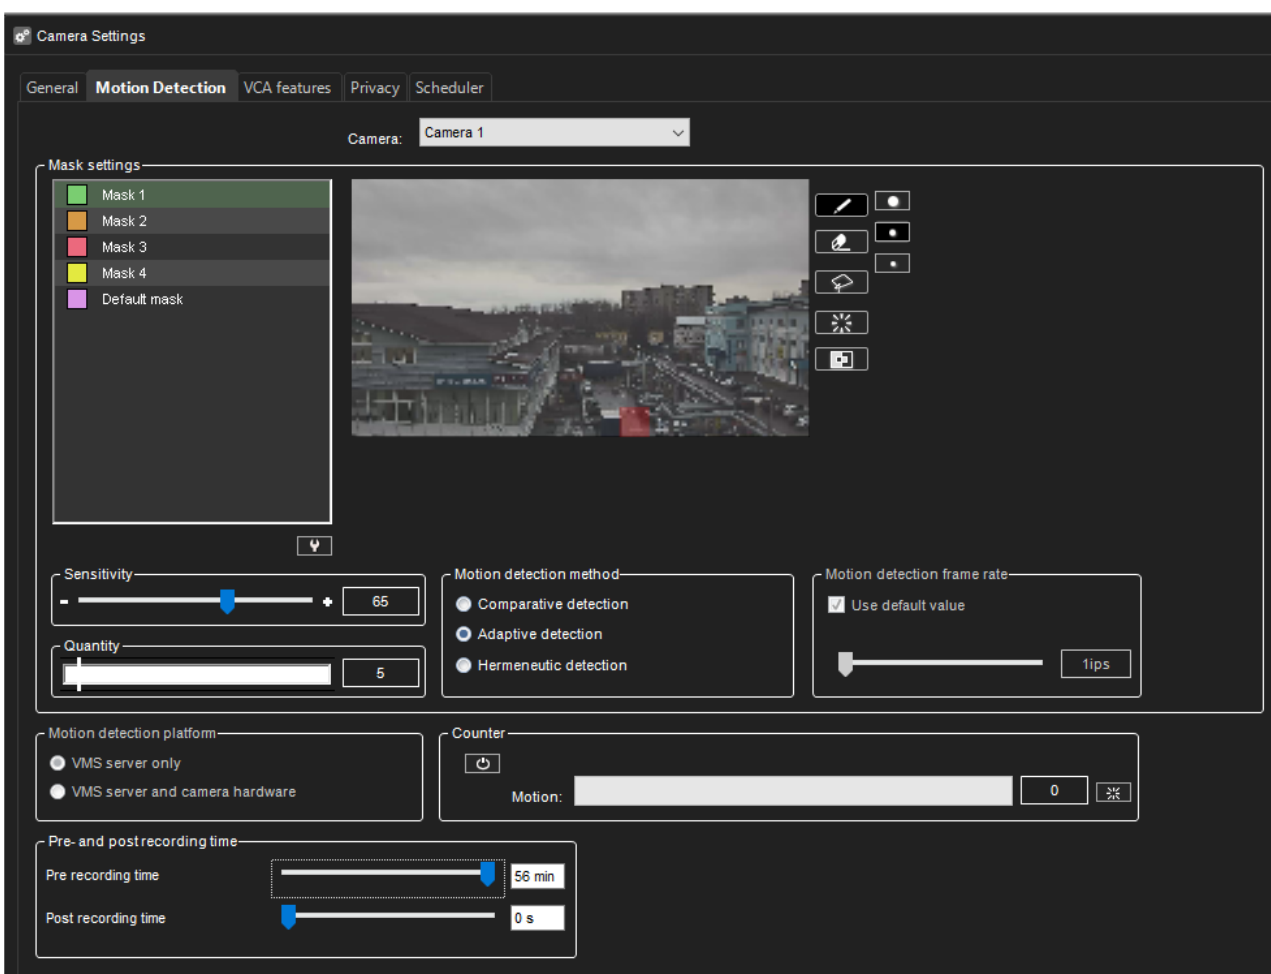 Camera Settings
General Motion Detection VCA features Privacy Scheduler
Camera: Camera 1
Mask settings
Mask 1
Mask 2
Mask 3
Mask 4
Default mask
Sensitivity
- + 65
Quantity
5
Motion detection method
Comparative detection
Adaptive detection
Hermeneutic detection
Motion detection frame rate
Use default value
1ips
Motion detection platform
VMS server only
VMS server and camera hardware
Counter
Motion: 0
Pre- and post recording time
Pre recording time 56 min
Post recording time 0 s